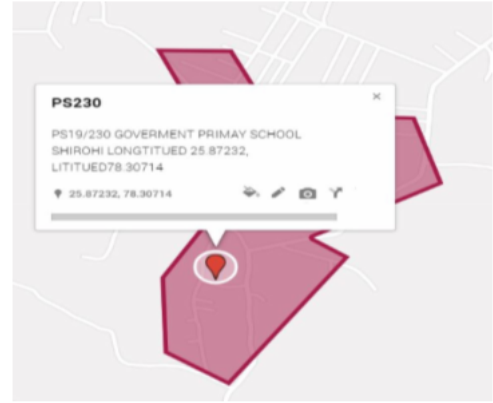 PS230
PS19/230 GOVERMENT PRIMAY SCHOOL
SHIROHI LONGTITUED 25.87232,
LITITUED78.30714
25.87232, 78.30714